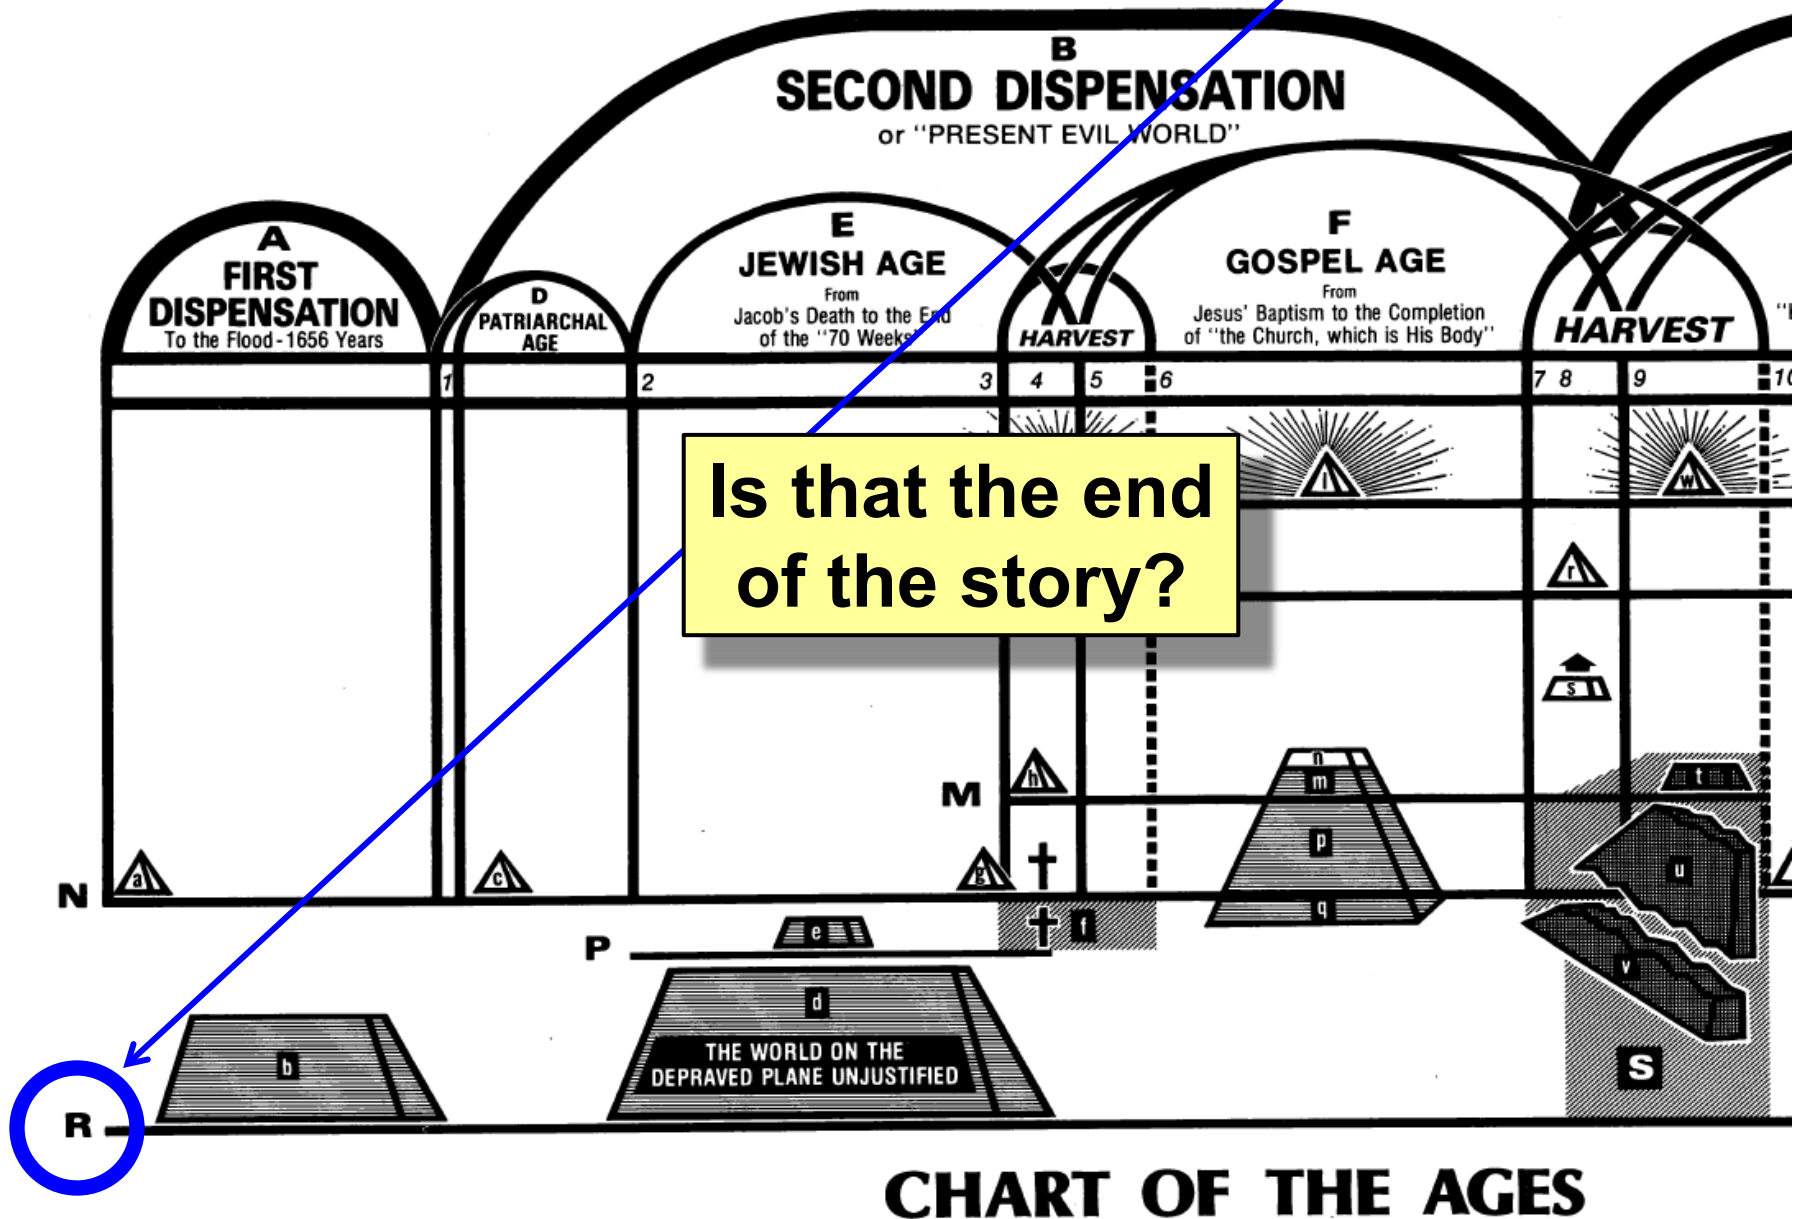 B
SECOND DISPENSATION
or "PRESENT EVIL WORLD"
A
FIRST
DISPENSATION
To the Flood - 1656 Years
D
PATRIARCHAL
AGE
E
JEWISH AGE
From
Jacob's Death to the End
of the "70 Weeks'
HARVEST
F
GOSPEL AGE
From
Jesus' Baptism to the Completion
of "the Church, which is His Body"
HARVEST
1 2 3 4 5 6 7 8 9 10
Is that the end
of the story?
l
w
r
s
n
m
t
M
h
p
u
N
a
c
g
q
P
e
f
v
d
THE WORLD ON THE
DEPRAVED PLANE UNJUSTIFIED
b
S
R
CHART OF THE AGES